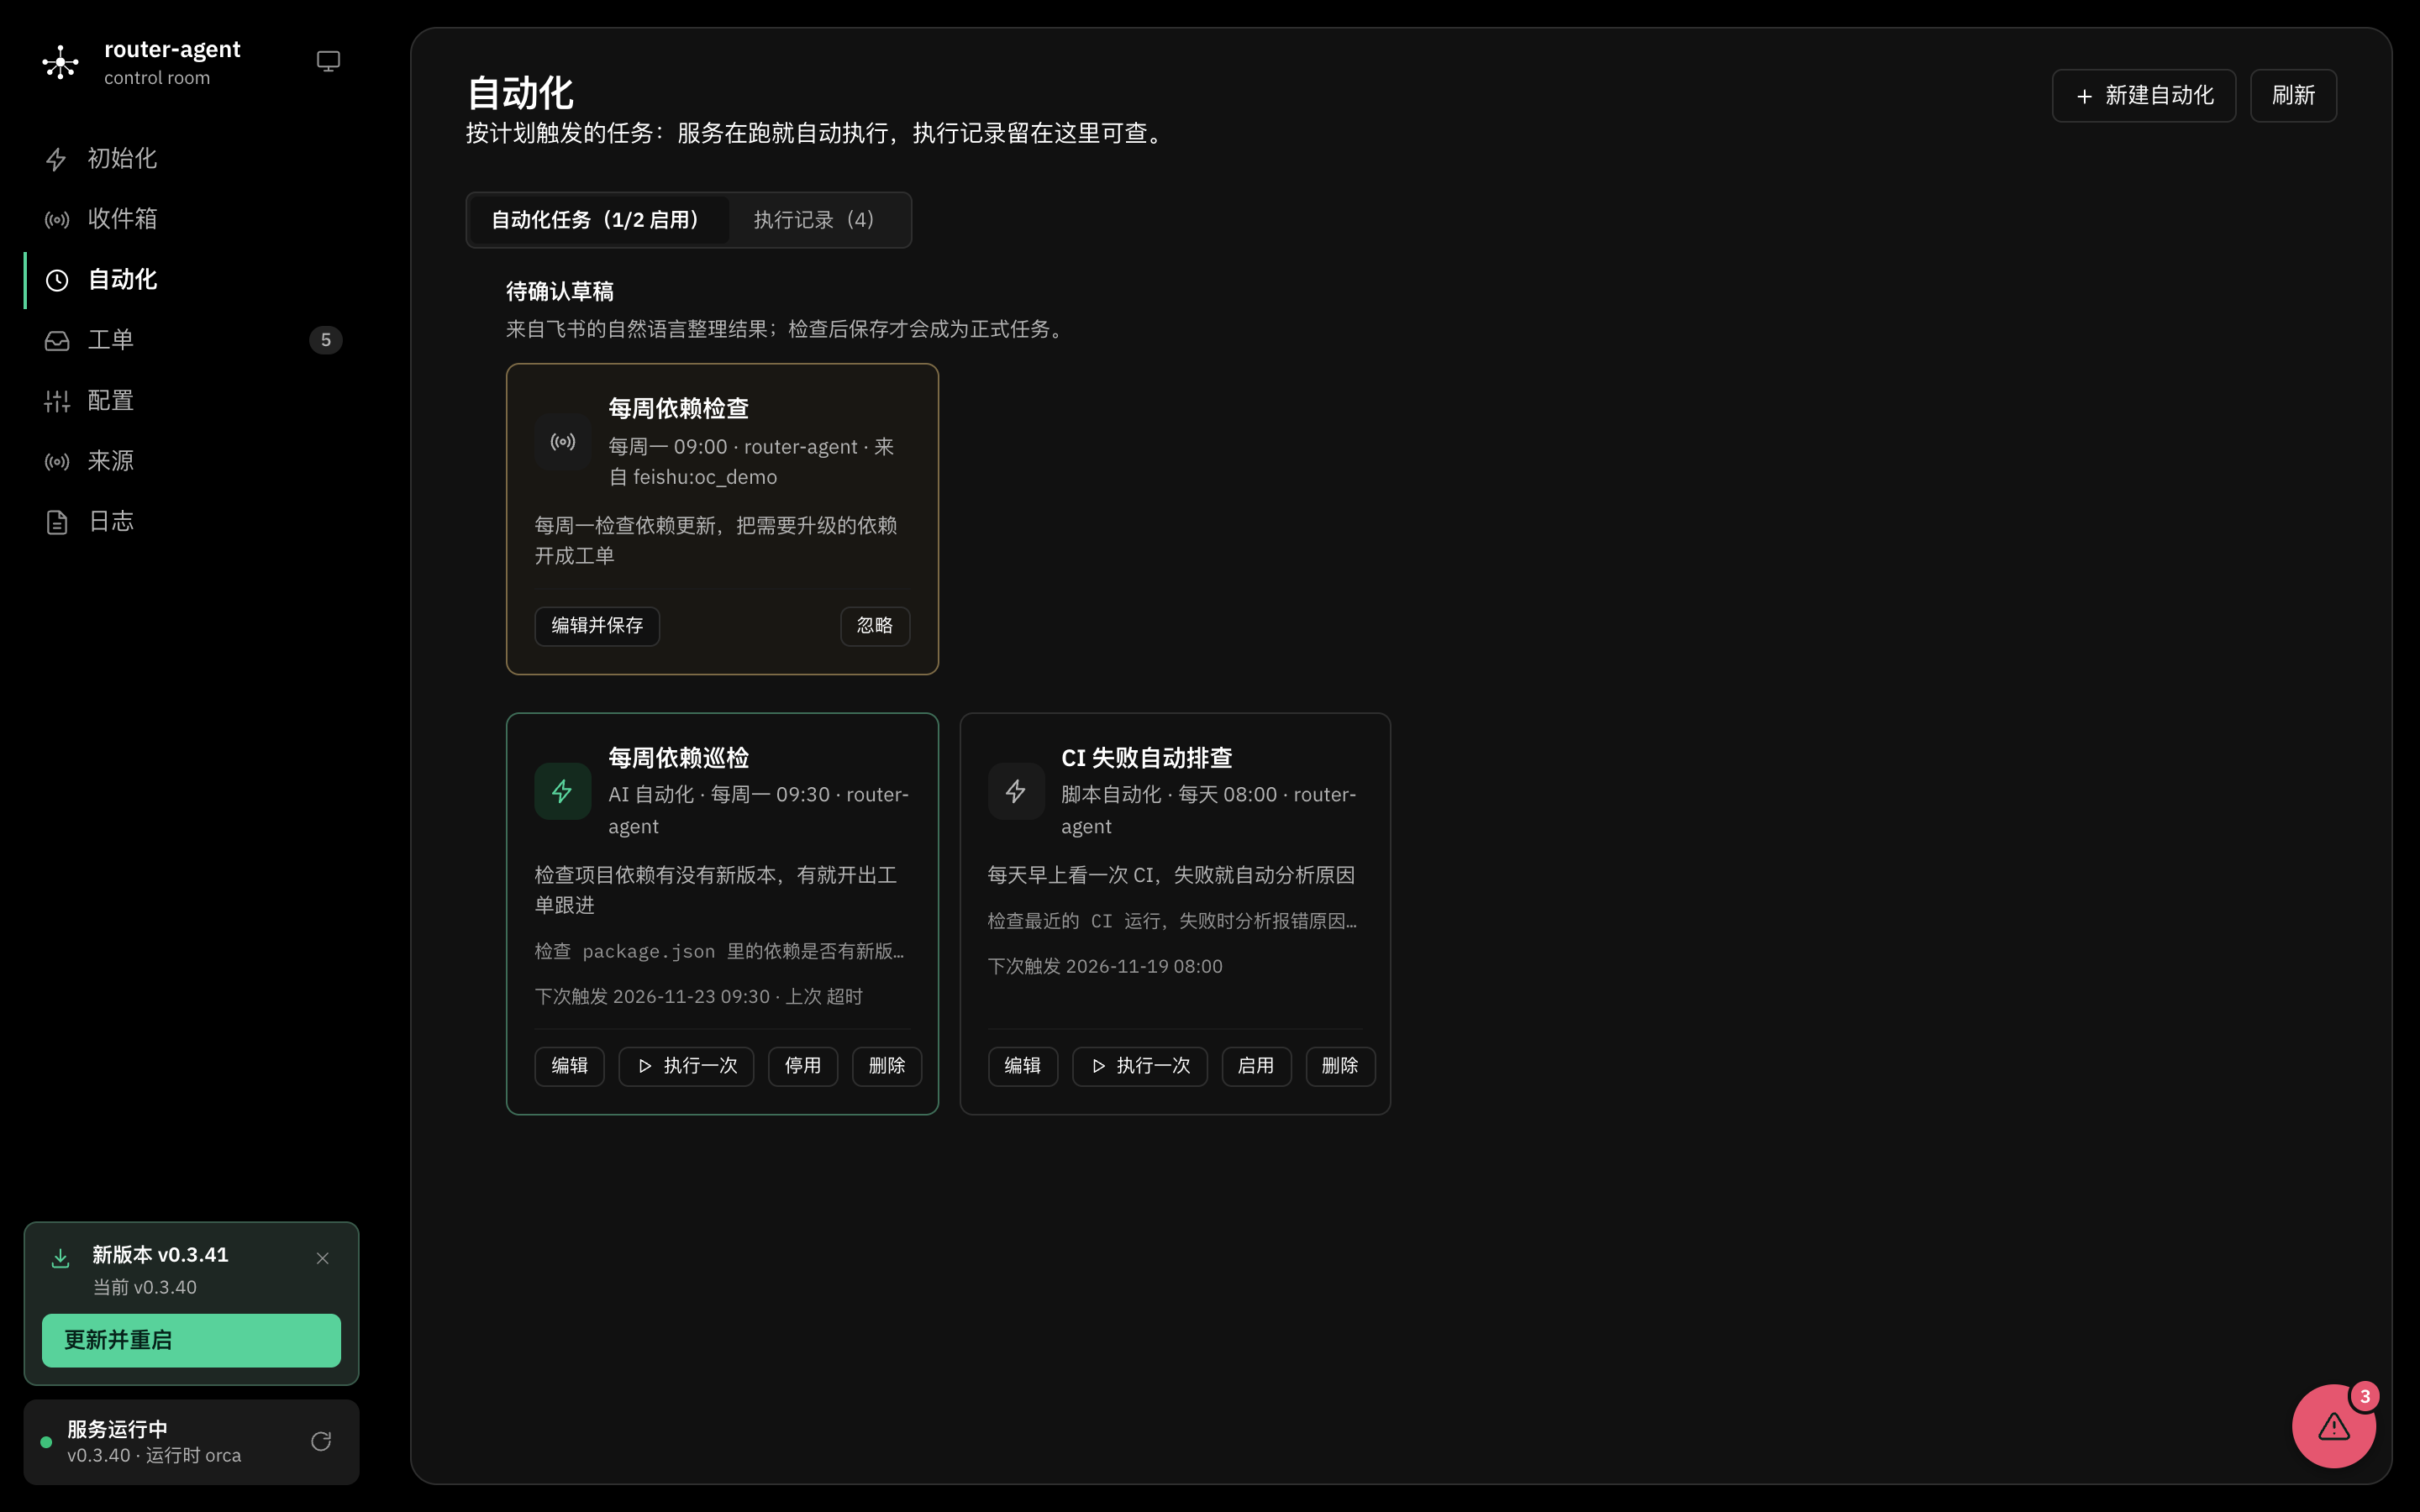 router-agent
control room
初始化
收件箱
自动化
工单
5
配置
来源
日志
新版本 v0.3.41
当前 v0.3.40
更新并重启
服务运行中
v0.3.40 · 运行时 orca
自动化
按计划触发的任务：服务在跑就自动执行，执行记录留在这里可查。
新建自动化
刷新
自动化任务（1/2 启用）
执行记录（4）
待确认草稿
来自飞书的自然语言整理结果；检查后保存才会成为正式任务。
每周依赖检查
每周一 09:00 · router-agent · 来
自 feishu:oc_demo
每周一检查依赖更新，把需要升级的依赖
开成工单
编辑并保存
忽略
每周依赖巡检
AI 自动化 · 每周一 09:30 · router-
agent
检查项目依赖有没有新版本，有就开出工
单跟进
检查 package.json 里的依赖是否有新版…
下次触发 2026-11-23 09:30 · 上次 超时
编辑
执行一次
停用
删除
CI 失败自动排查
脚本自动化 · 每天 08:00 · router-
agent
每天早上看一次 CI，失败就自动分析原因
检查最近的 CI 运行，失败时分析报错原因…
下次触发 2026-11-19 08:00
编辑
执行一次
启用
删除
3